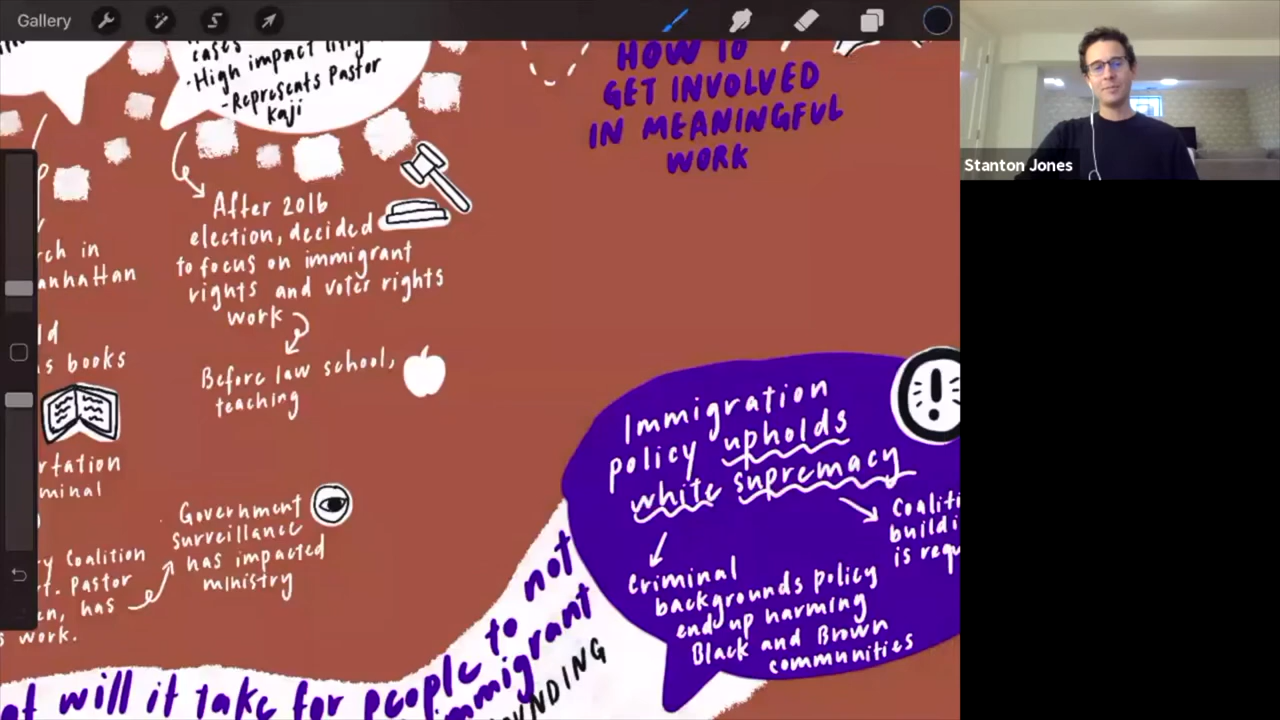 Gallery
cases
·High impact
-Represents Pastor
Kaji
After 2016
election, decided
to focus on immigrant
rights and voter rights
work
Before law school,
teaching
rch in
anhattan
ld
s books
rtation
minal
y Coalition
t. Pastor
en, has
s work.
Government
surveillance
has impacted
ministry
HOW TO
GET INVOLVED
IN MEANINGFUL
WORK
Immigration
policy upholds
white supremacy
Criminal
backgrounds policy
end up harming
Black and Brown
communities
Coaliti
buildi
is requ
at will it take for people to not
immigrant
UNDING
Stanton Jones